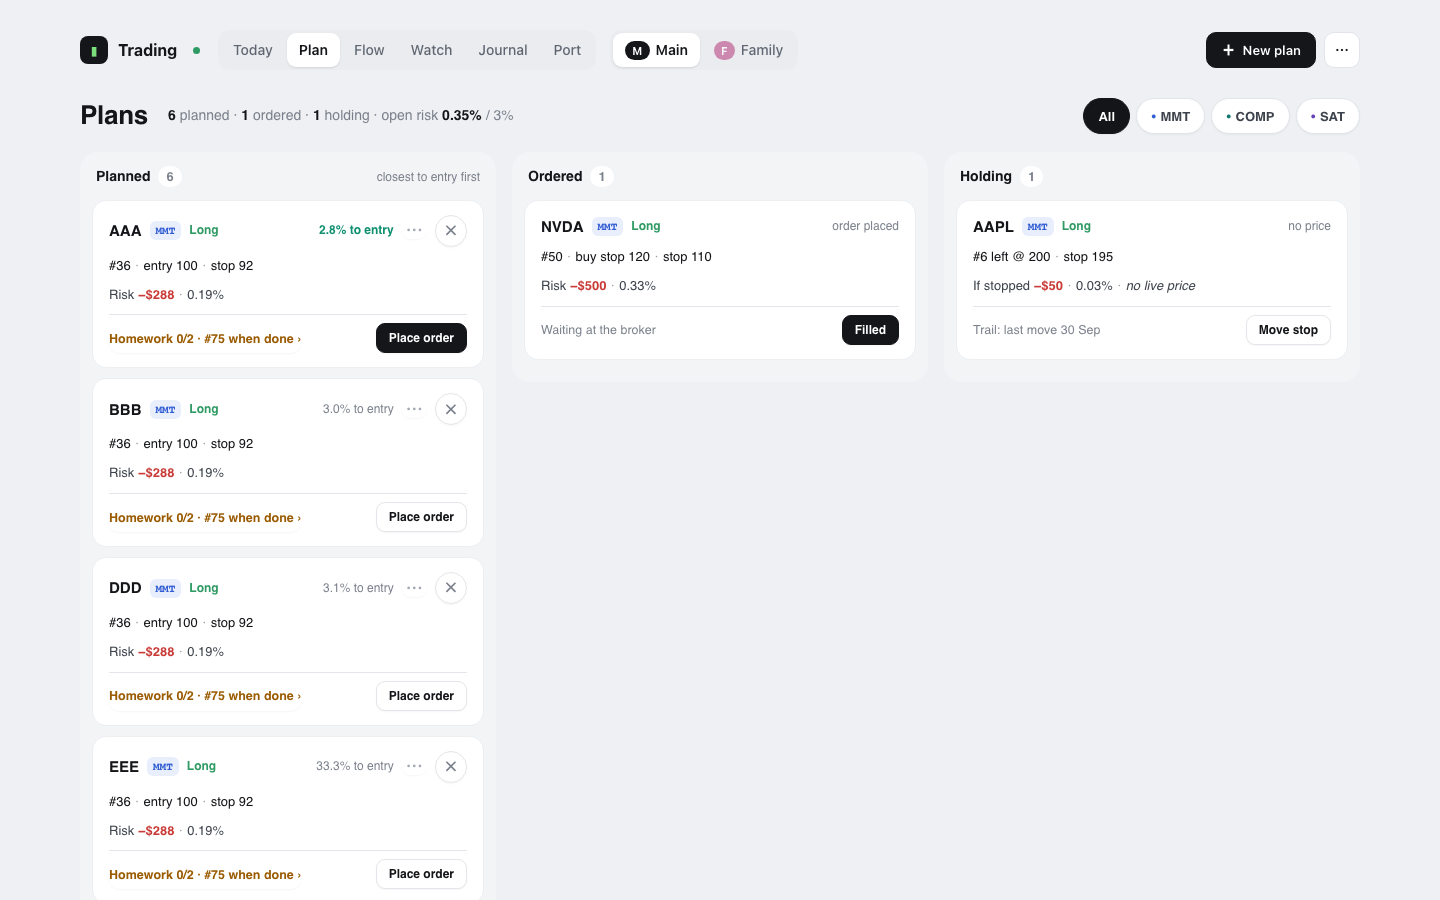 Trading Today Plan Flow Watch Journal Port M Main F Family + New plan ···
Plans 6 planned · 1 ordered · 1 holding · open risk 0.35% / 3% All • MMT • COMP • SAT
Planned 6 closest to entry first
AAA MMT Long 2.8% to entry ··· ✕
#36 · entry 100 · stop 92
Risk –$288 · 0.19%
Homework 0/2 · #75 when done › Place order
BBB MMT Long 3.0% to entry ··· ✕
#36 · entry 100 · stop 92
Risk –$288 · 0.19%
Homework 0/2 · #75 when done › Place order
DDD MMT Long 3.1% to entry ··· ✕
#36 · entry 100 · stop 92
Risk –$288 · 0.19%
Homework 0/2 · #75 when done › Place order
EEE MMT Long 33.3% to entry ··· ✕
#36 · entry 100 · stop 92
Risk –$288 · 0.19%
Homework 0/2 · #75 when done › Place order
Ordered 1
NVDA MMT Long order placed
#50 · buy stop 120 · stop 110
Risk –$500 · 0.33%
Waiting at the broker Filled
Holding 1
AAPL MMT Long no price
#6 left @ 200 · stop 195
If stopped –$50 · 0.03% · no live price
Trail: last move 30 Sep Move stop